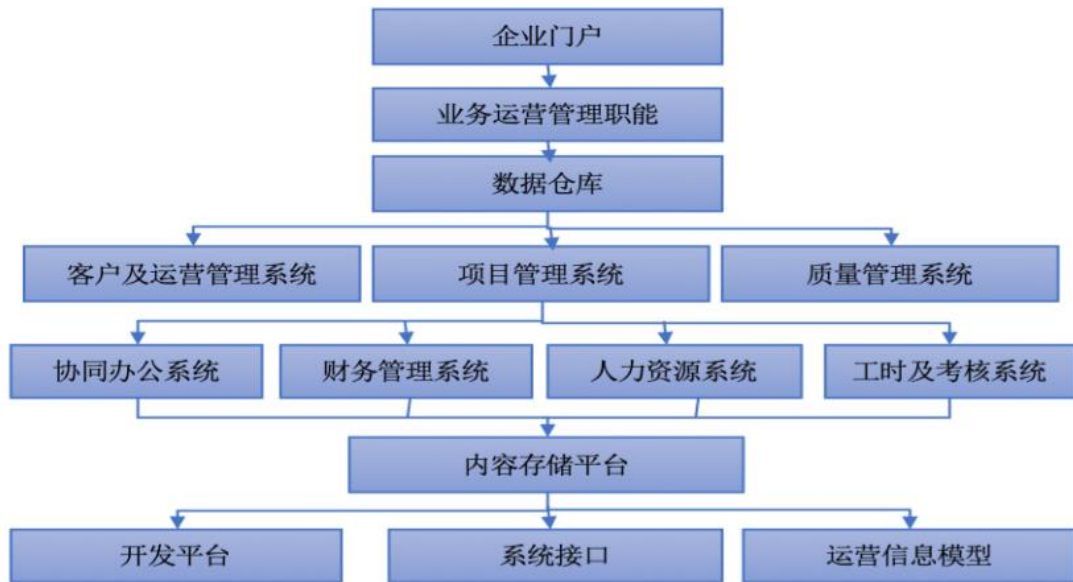 企业门户
业务运营管理职能
数据仓库
客户及运营管理系统
项目管理系统
质量管理系统
协同办公系统
财务管理系统
人力资源系统
工时及考核系统
内容存储平台
开发平台
系统接口
运营信息模型